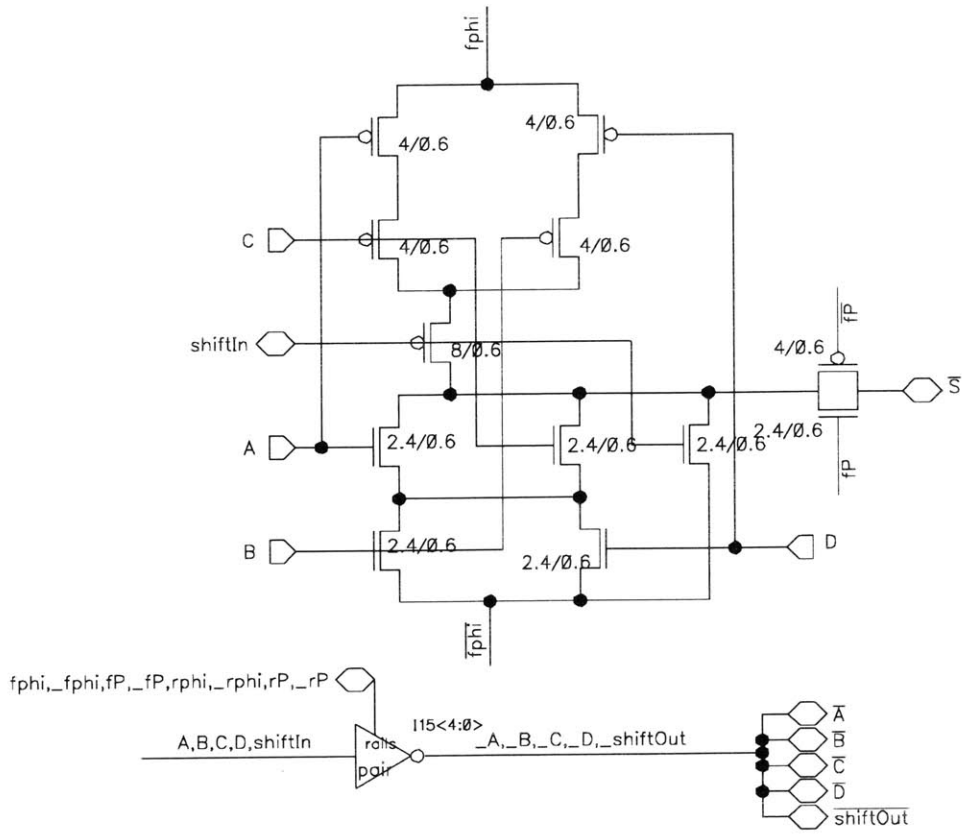 fphi
4/0.6
4/0.6
C
4/0.6
4/0.6
fP
shiftIn
8/0.6
4/0.6
S
A
2.4/0.6
2.4/0.6
2.4/0.6
2.4/0.6
fP
B
2.4/0.6
2.4/0.6
D
fphi
fphi,_fphi,fP,_fP,rphi,_rphi,rP,_rP
I15<4:0>
A,B,C,D,shiftIn
rails
pair
_A,_B,_C,_D,_shiftOut
A
B
C
D
shiftOut